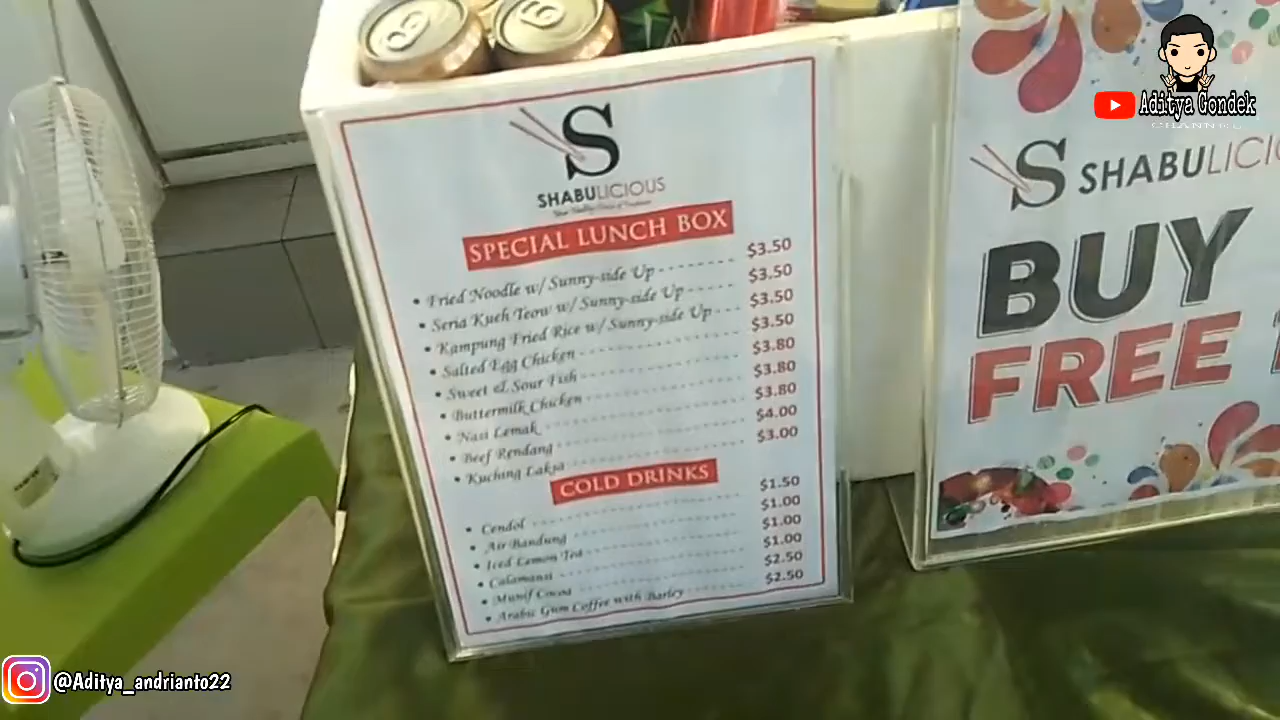 S
SHABULICIOUS
SPECIAL LUNCH BOX
• Fried Noodle w/ Sunny-side Up $3.50
• Seria Kueh Teow w/ Sunny-side Up $3.50
• Kampung Fried Rice w/ Sunny-side Up $3.50
• Salted Egg Chicken $3.50
• Sweet & Sour Fish $3.80
• Buttermilk Chicken $3.80
• Nasi Lemak $3.80
• Beef Rendang $4.00
• Kuching Laksa $3.00
COLD DRINKS
• Cendol $1.50
• Air Bandung $1.00
• Iced Lemon Tea $1.00
• Calamansi $1.00
• Munif Cocoa $2.50
• Arabic Gum Coffee with Barley $2.50
S SHABULICI
BUY
FREE
Aditya Gondek
@Aditya_andrianto22